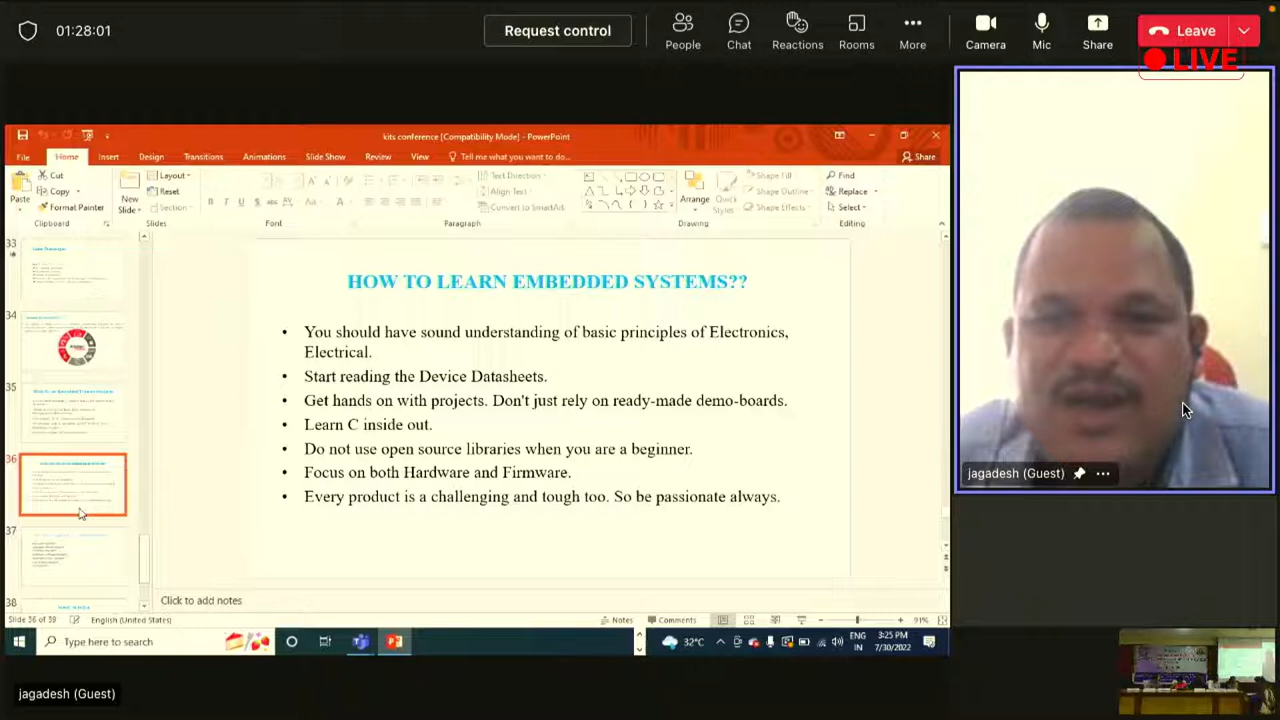 01:28:01
Request control
People
Chat
Reactions
Rooms
More
Camera
Mic
Share
Leave
LIVE
kits conference [Compatibility Mode] - PowerPoint
File
Home
Insert
Design
Transitions
Animations
Slide Show
Review
View
Tell me what you want to do...
Share
Paste
Cut
Copy
Format Painter
Clipboard
New
Slide
Layout
Reset
Section
Slides
Font
Text Direction
Align Text
Convert to SmartArt
Paragraph
Arrange
Quick
Styles
Shape Fill
Shape Outline
Shape Effects
Drawing
Find
Replace
Select
Editing
33
34
35
36
37
38
HOW TO LEARN EMBEDDED SYSTEMS??
• You should have sound understanding of basic principles of Electronics,
Electrical.
• Start reading the Device Datasheets.
• Get hands on with projects. Don't just rely on ready-made demo-boards.
• Learn C inside out.
• Do not use open source libraries when you are a beginner.
• Focus on both Hardware and Firmware.
• Every product is a challenging and tough too. So be passionate always.
jagadesh (Guest)
Click to add notes
Slide 36 of 39
English (United States)
Notes
Comments
91%
Type here to search
32°C
ENG
IN
3:25 PM
7/30/2022
jagadesh (Guest)